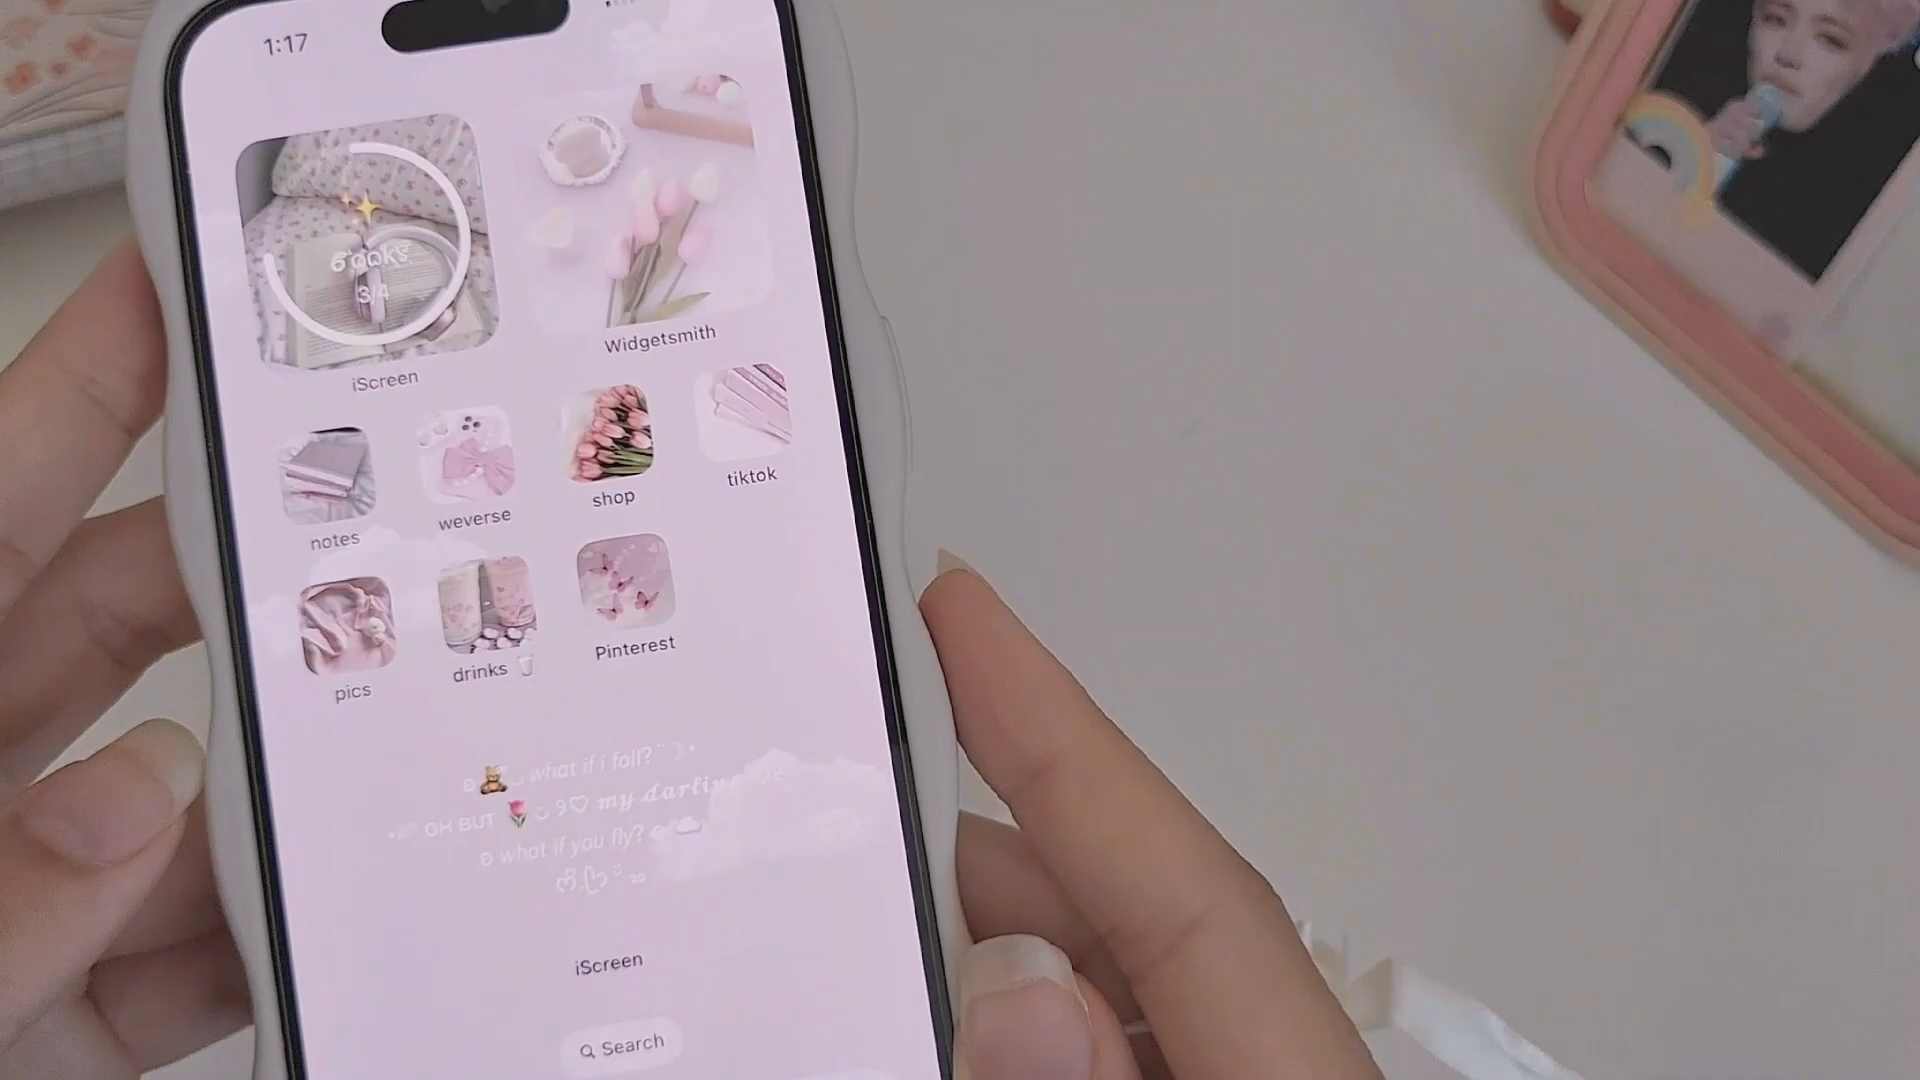 1:17
books
3/4
iScreen
Widgetsmith
notes
weverse
shop
tiktok
pics
drinks
Pinterest
what if i fall?
OH BUT my darling
what if you fly?
iScreen
Search